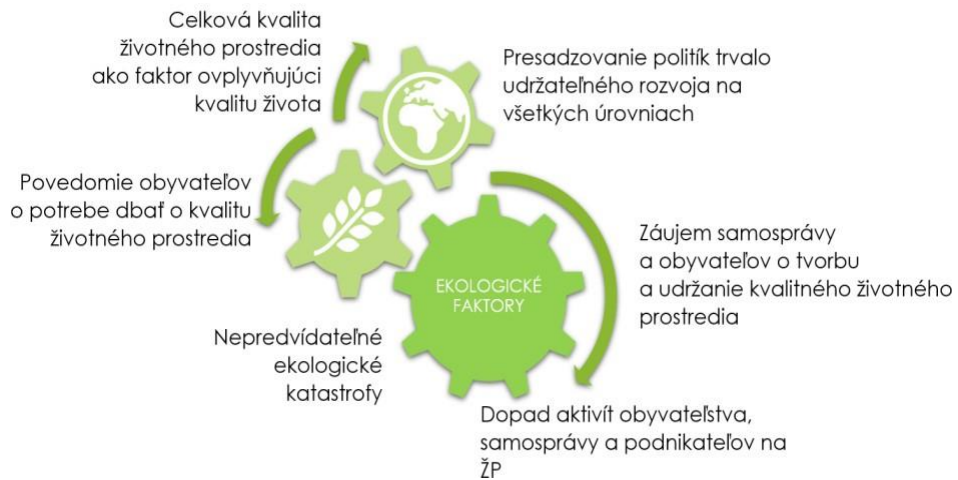 Celková kvalita
životného prostredia
ako faktor ovplyvňujúci
kvalitu života
Presadzovanie politík trvalo
udržateľného rozvoja na
všetkých úrovniach
Povedomie obyvateľov
o potrebe dbať o kvalitu
životného prostredia
Záujem samosprávy
a obyvateľov o tvorbu
a udržanie kvalitného životného
prostredia
EKOLOGICKÉ
FAKTORY
Nepredvídateľné
ekologické
katastrofy
Dopad aktivít obyvateľstva,
samosprávy a podnikateľov na
ŽP